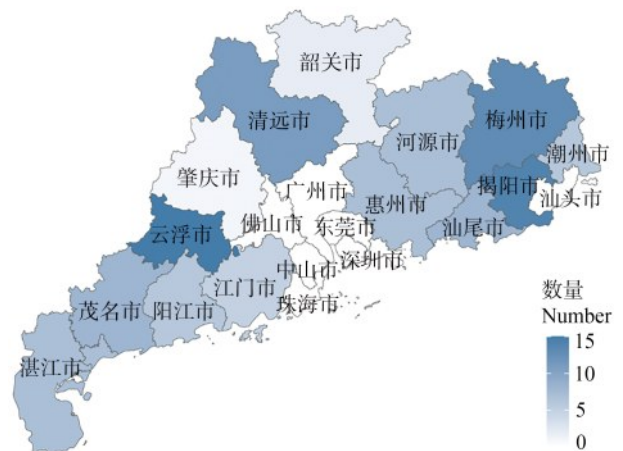 韶关市
清远市
河源市
梅州市
潮州市
肇庆市
广州市
惠州市
揭阳市
汕头市
云浮市
佛山市
东莞市
汕尾市
中山市
深圳市
茂名市
阳江市
江门市
珠海市
湛江市
数量
Number
15
10
5
0